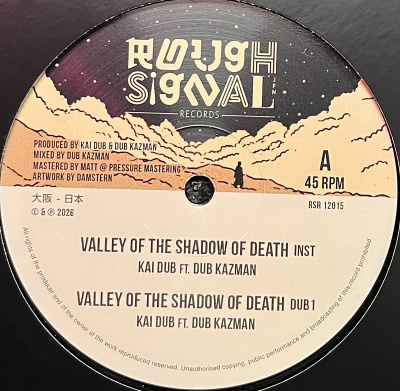 ROUGH
SiGNAL
JPN
RECORDS
PRODUCED BY KAI DUB & DUB KAZMAN
MIXED BY DUB KAZMAN
MASTERED BY MATT @ PRESSURE MASTERING
ARTWORK BY DAMSTERN
大阪 - 日本
© & ℗ 2026
A
45 RPM
RSR 12015
VALLEY OF THE SHADOW OF DEATH INST
KAI DUB FT. DUB KAZMAN
VALLEY OF THE SHADOW OF DEATH DUB 1
KAI DUB FT. DUB KAZMAN
All rights of the producer and of the owner of the work reproduced reserved. Unauthorised copying, public performance and broadcasting of this record prohibited